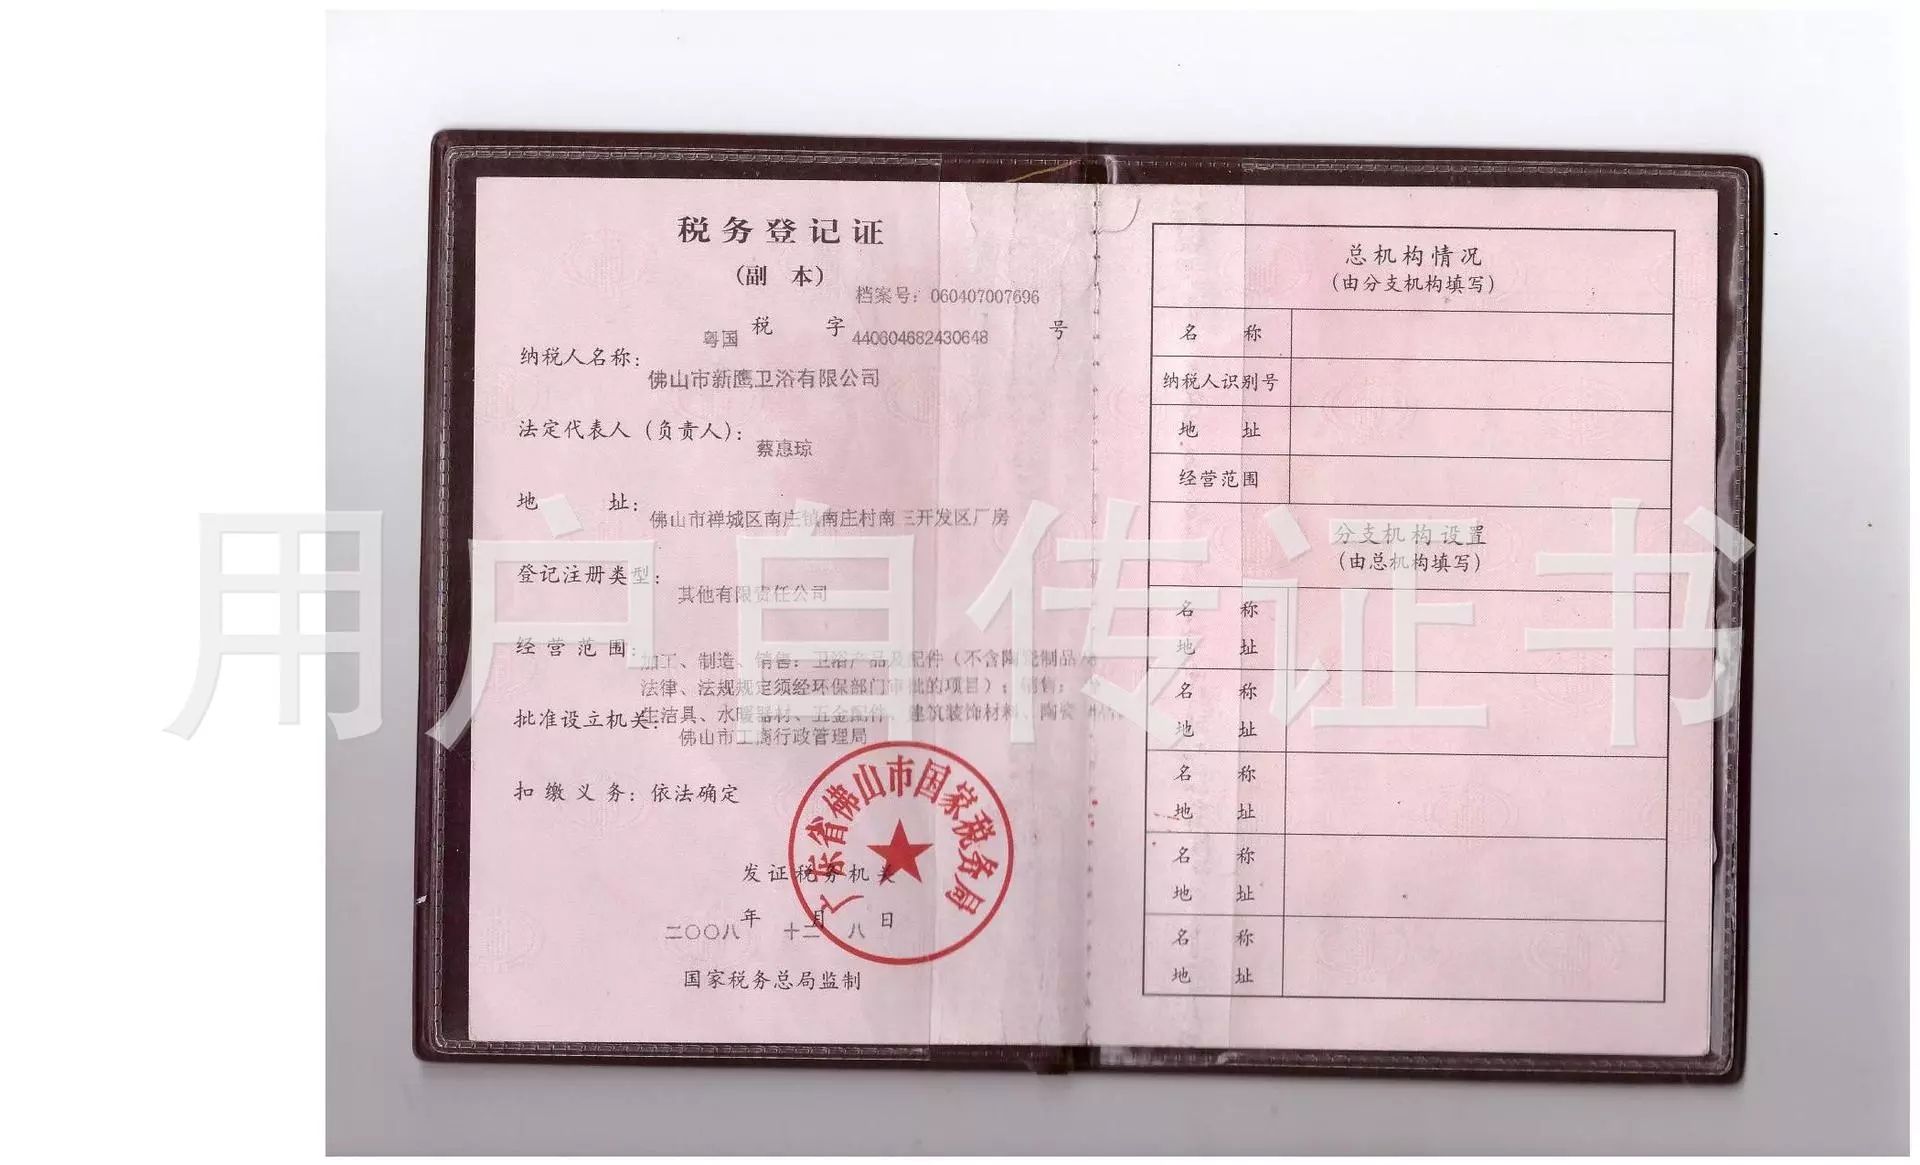 税务登记证
(副 本)
档案号: 060407007696
粤国 税 字 440604682430648 号
纳税人名称:
佛山市新鹰卫浴有限公司
法定代表人（负责人）:
蔡惠琼
地 址:
佛山市禅城区南庄镇南庄村南三开发区厂房
登记注册类型:
其他有限责任公司
经营范围:
加工、制造、销售: 卫浴产品及配件（不含陶瓷制品
法律、法规规定须经环保部门审批的项目）; 销售:
生洁具、水暖器材、五金配件、建筑装饰材料、陶瓷
批准设立机关:
佛山市工商行政管理局
扣缴义务: 依法确定
广东省佛山市国家税务局
发证税务机关
二〇〇八 年 十二 月 八 日
国家税务总局监制
总机构情况
(由分支机构填写)
名 称
纳税人识别号
地 址
经营范围
分支机构设置
(由总机构填写)
名 称
地 址
名 称
地 址
名 称
地 址
名 称
地 址
名 称
地 址
用户自传证书